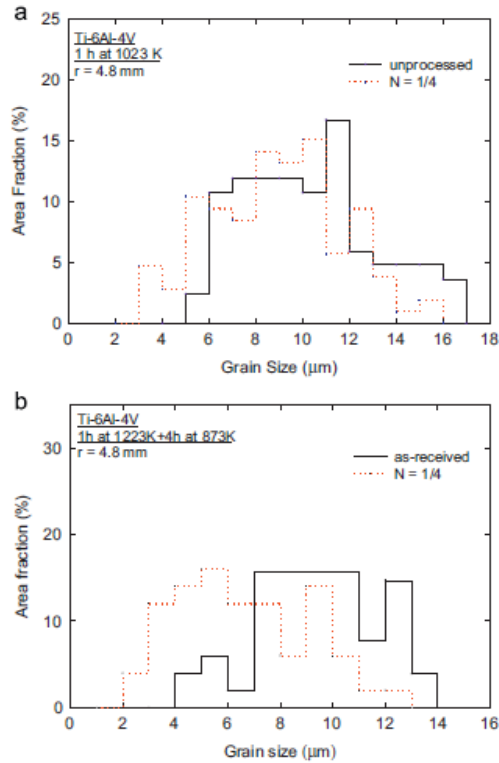 a
25
Ti-6Al-4V
1 h at 1023 K
r = 4.8 mm
unprocessed
N = 1/4
20
15
10
5
0
Area Fraction (%)
0 2 4 6 8 10 12 14 16 18
Grain Size (μm)
b
Ti-6Al-4V
1h at 1223K+4h at 873K
r = 4.8 mm
as-received
N = 1/4
30
20
10
0
Area fraction (%)
0 2 4 6 8 10 12 14 16
Grain size (μm)